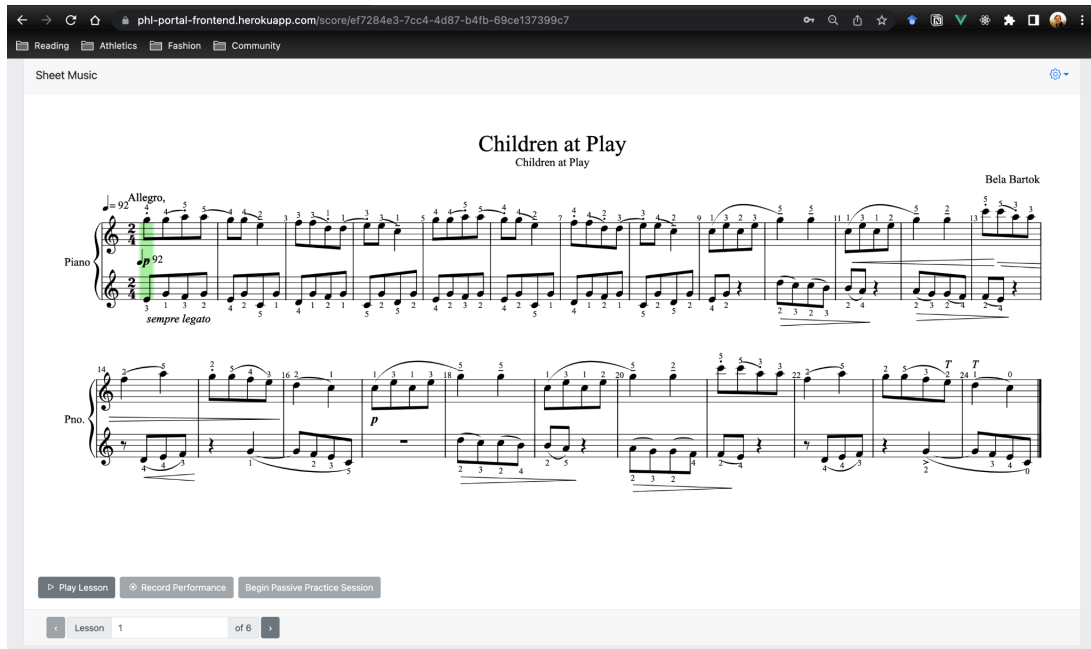 phl-portal-frontend.herokuapp.com/score/ef7284e3-7cc4-4d87-b4fb-69ce137399c7
Reading Athletics Fashion Community
Sheet Music
Children at Play
Children at Play
Bela Bartok
= 92 Allegro,
Piano
p 92
sempre legato
Pno.
p
T T
Play Lesson Record Performance Begin Passive Practice Session
Lesson 1 of 6